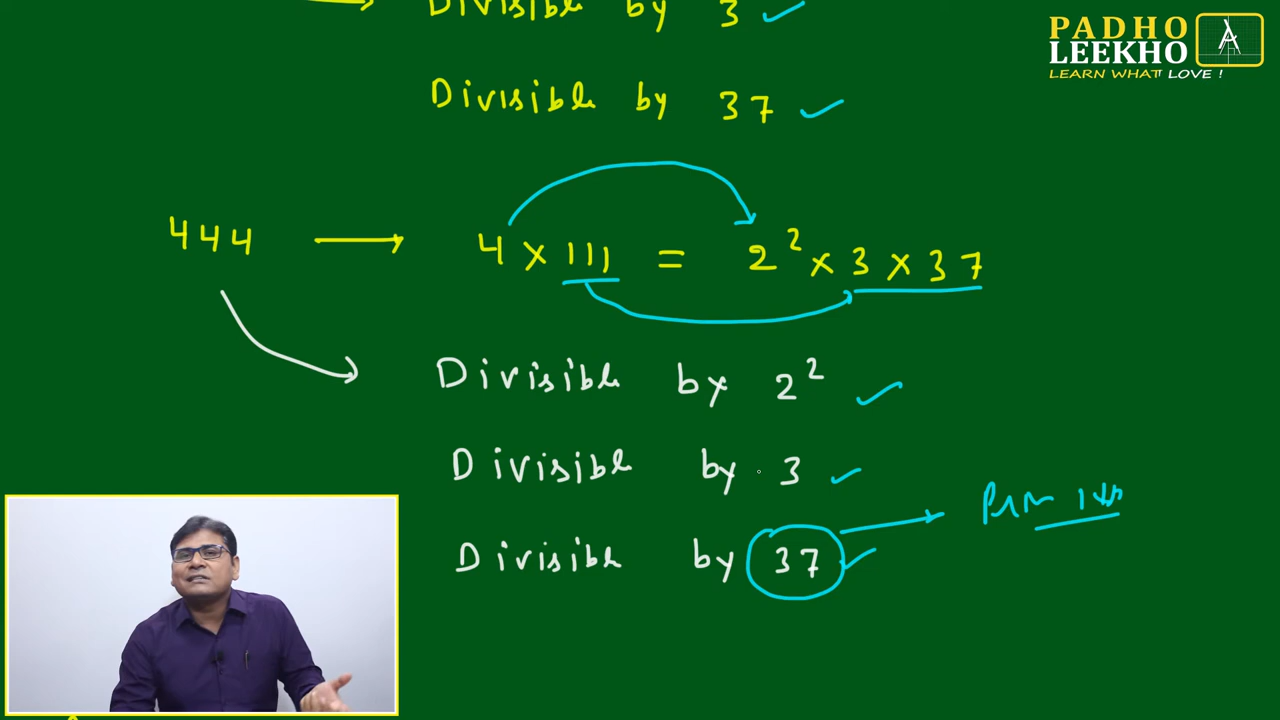 Divisible by 3 ✓
PADHO
LEEKHO
LEARN WHAT LOVE !
Divisible by 37 ✓
444 → 4 × 111 = 2² × 3 × 37
Divisible by 2² ✓
Divisible by 3 ✓
Divisible by 37 ✓ →